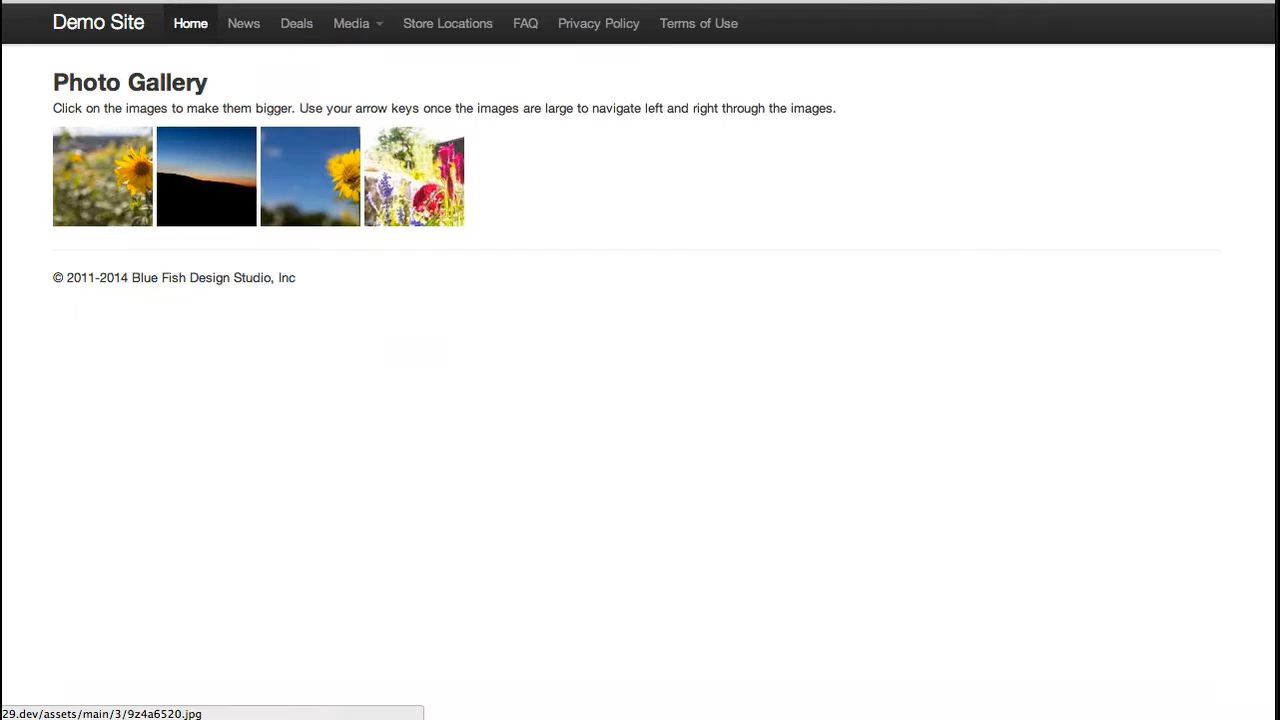 Demo Site Home News Deals Media Store Locations FAQ Privacy Policy Terms of Use
Photo Gallery
Click on the images to make them bigger. Use your arrow keys once the images are large to navigate left and right through the images.
© 2011-2014 Blue Fish Design Studio, Inc
29.dev/assets/main/3/9z4a6520.jpg